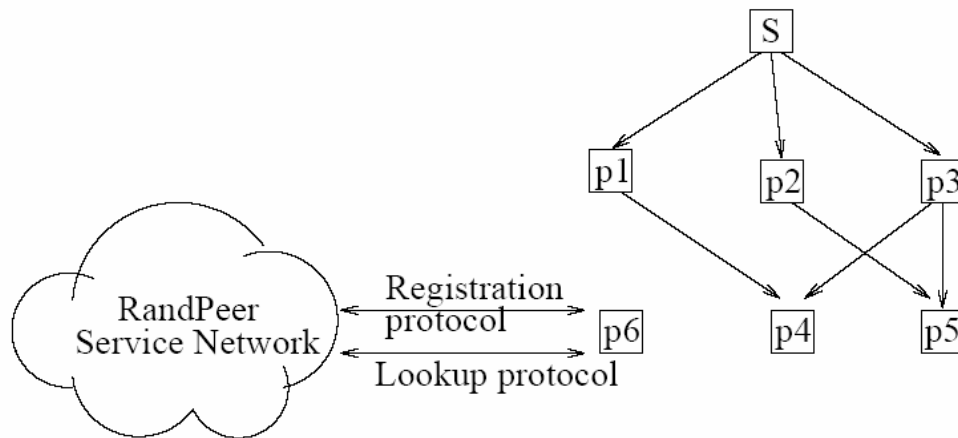 S
p1
p2
p3
Registration
protocol
RandPeer
Service Network
p6
p4
p5
Lookup protocol